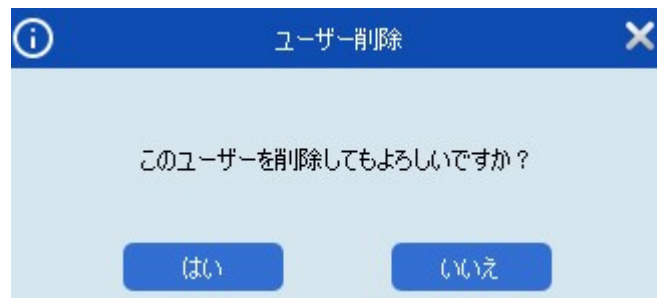 ユーザー削除
このユーザーを削除してもよろしいですか？
はい
いいえ